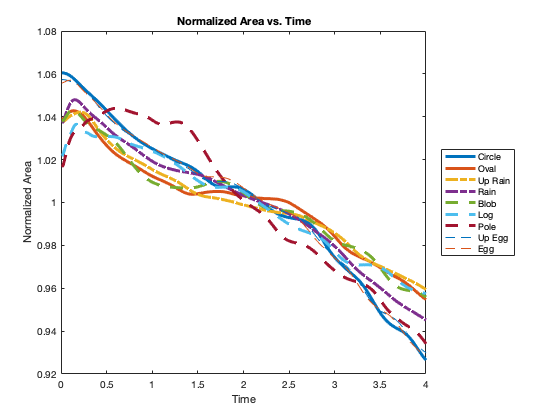 Normalized Area vs. Time
1.08
1.06
1.04
1.02
1
0.98
0.96
0.94
0.92
Normalized Area
0
0.5
1
1.5
2
2.5
3
3.5
4
Time
Circle
Oval
Up Rain
Rain
Blob
Log
Pole
Up Egg
Egg